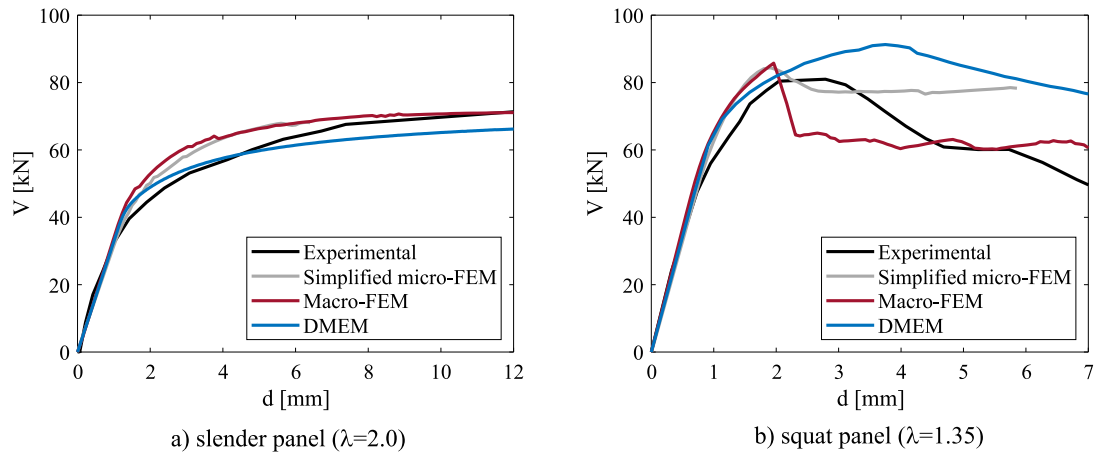 100
80
60
40
20
0
V [kN]
0 2 4 6 8 10 12
d [mm]
Experimental
Simplified micro-FEM
Macro-FEM
DMEM
a) slender panel (λ=2.0)
100
80
60
40
20
0
V [kN]
0 1 2 3 4 5 6 7
d [mm]
Experimental
Simplified micro-FEM
Macro-FEM
DMEM
b) squat panel (λ=1.35)